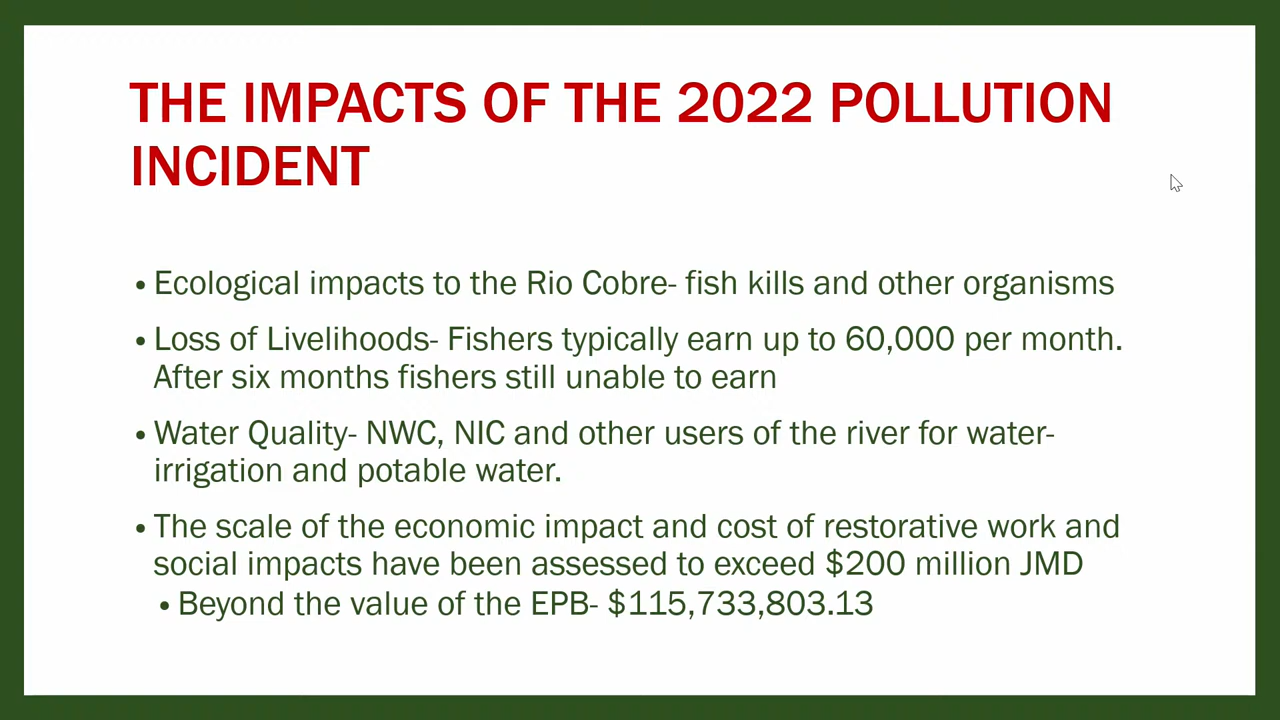 THE IMPACTS OF THE 2022 POLLUTION
INCIDENT
• Ecological impacts to the Rio Cobre- fish kills and other organisms
• Loss of Livelihoods- Fishers typically earn up to 60,000 per month.
After six months fishers still unable to earn
• Water Quality- NWC, NIC and other users of the river for water-
irrigation and potable water.
• The scale of the economic impact and cost of restorative work and
social impacts have been assessed to exceed $200 million JMD
• Beyond the value of the EPB- $115,733,803.13